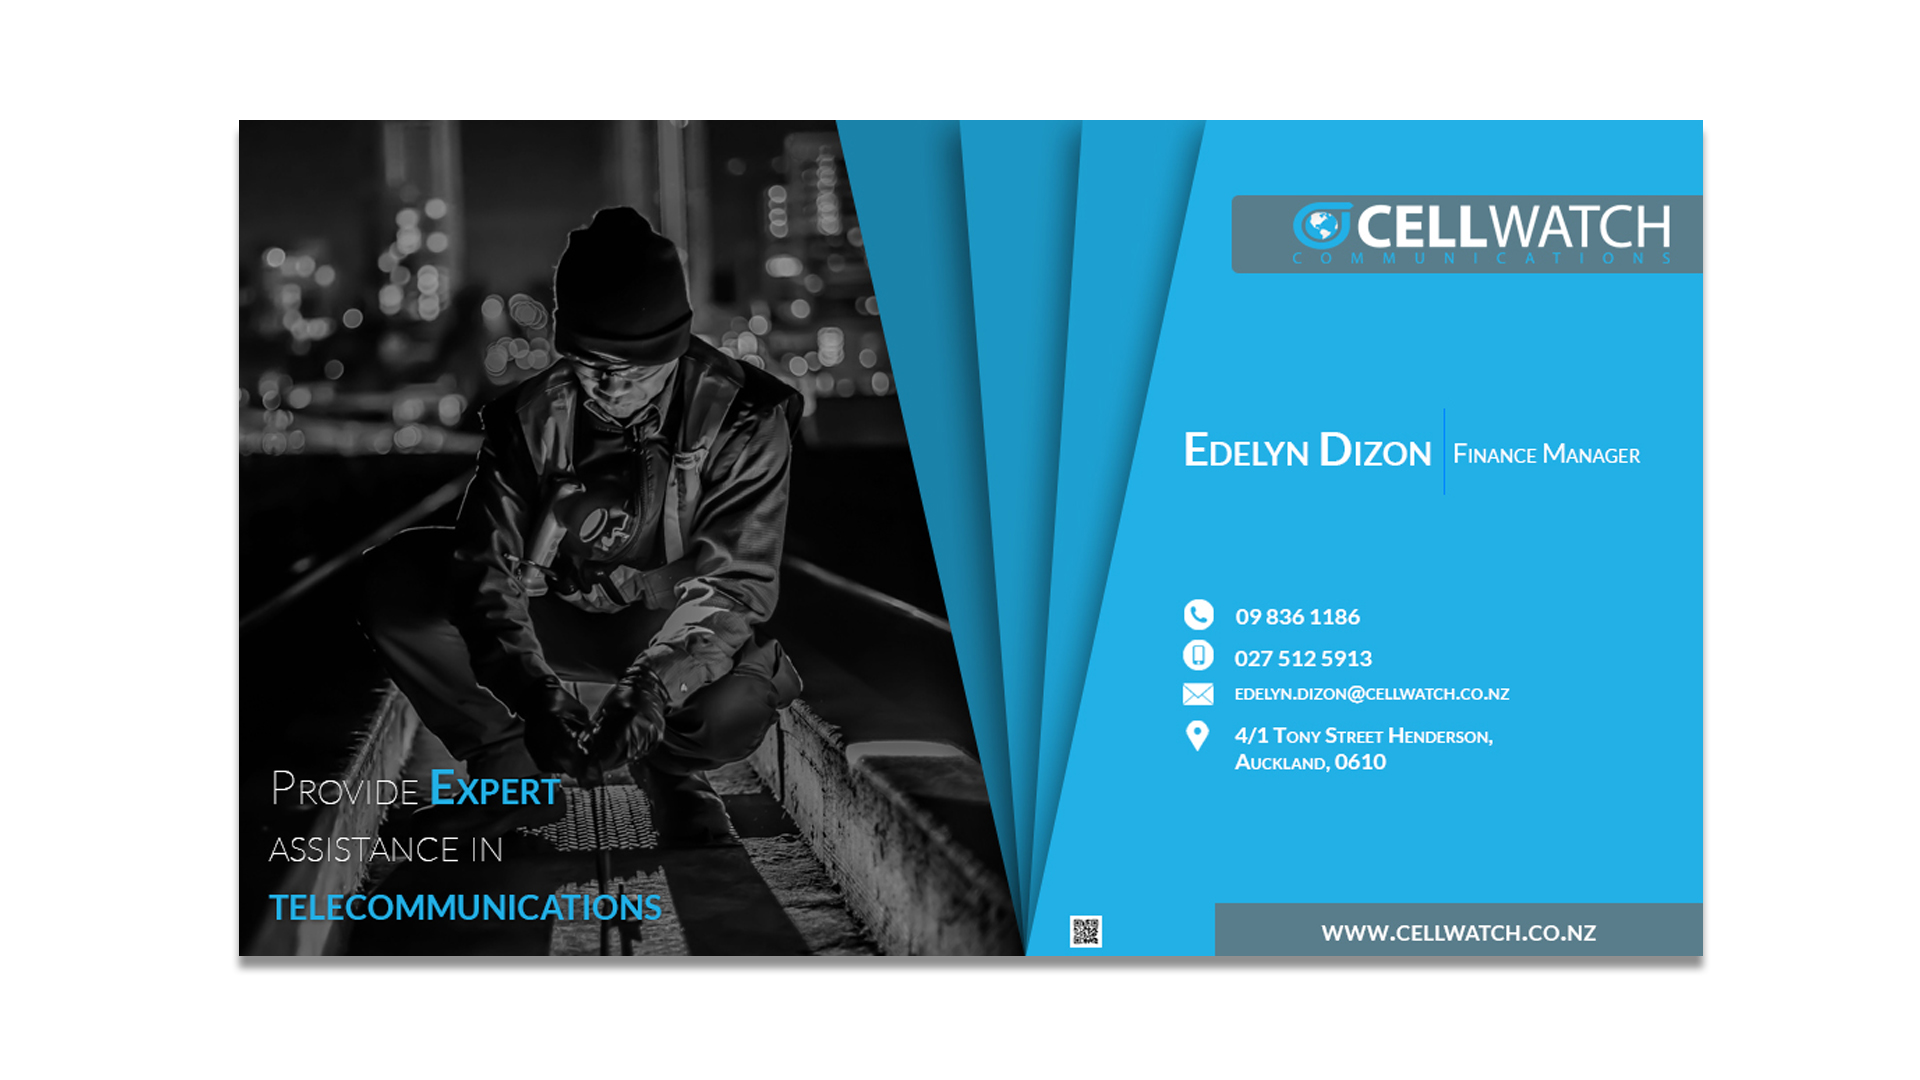 CELLWATCH
COMMUNICATIONS
Edelyn Dizon
Finance Manager
09 836 1186
027 512 5913
edelyn.dizon@cellwatch.co.nz
4/1 Tony Street Henderson,
Auckland, 0610
Provide Expert
assistance in
telecommunications
www.cellwatch.co.nz